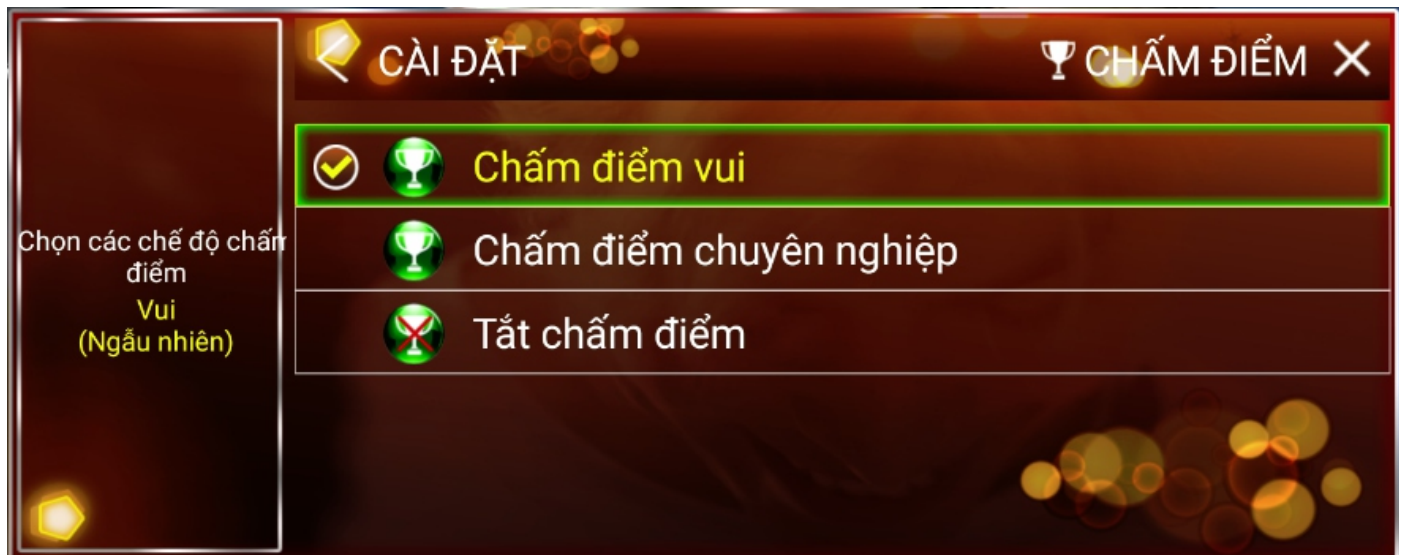 CÀI ĐẶT
CHẤM ĐIỂM
Chọn các chế độ chấm
điểm
Vui
(Ngẫu nhiên)
Chấm điểm vui
Chấm điểm chuyên nghiệp
Tắt chấm điểm